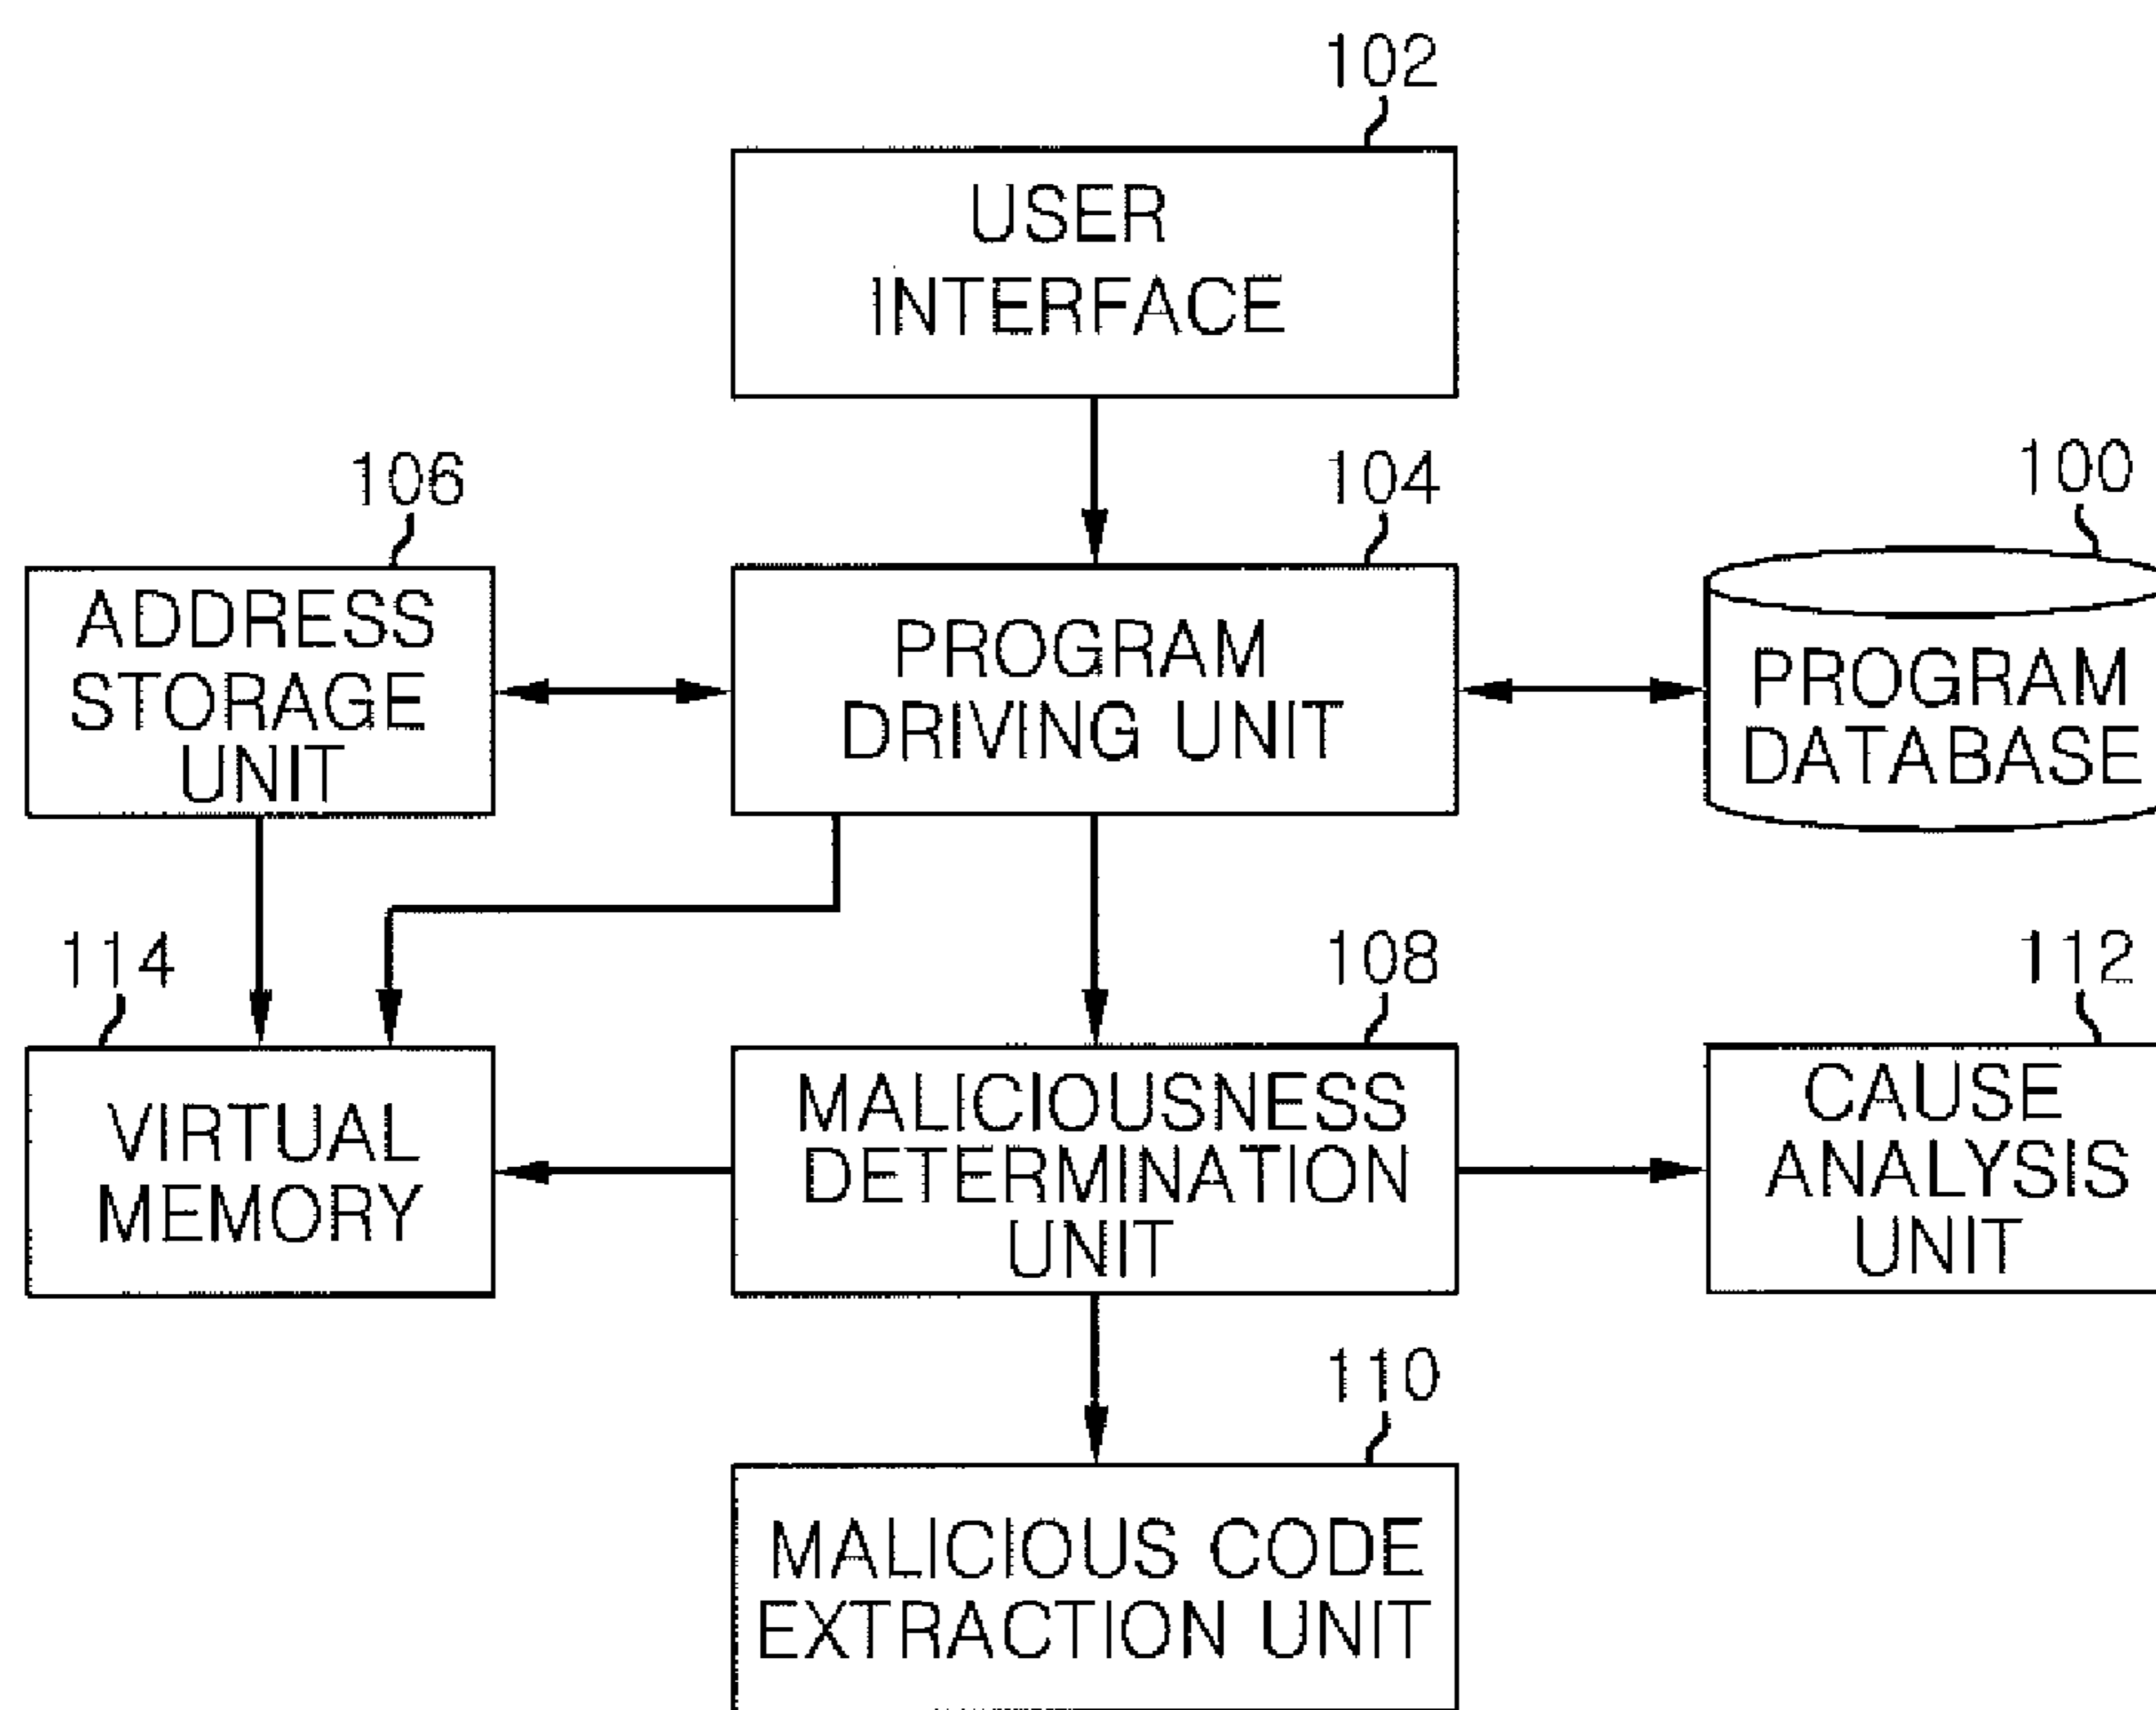 102
USER
INTERFACE
106
ADDRESS
STORAGE
UNIT
104
PROGRAM
DRIVING UNIT
100
PROGRAM
DATABASE
114
VIRTUAL
MEMORY
108
MALICIOUSNESS
DETERMINATION
UNIT
112
CAUSE
ANALYSIS
UNIT
110
MALICIOUS CODE
EXTRACTION UNIT